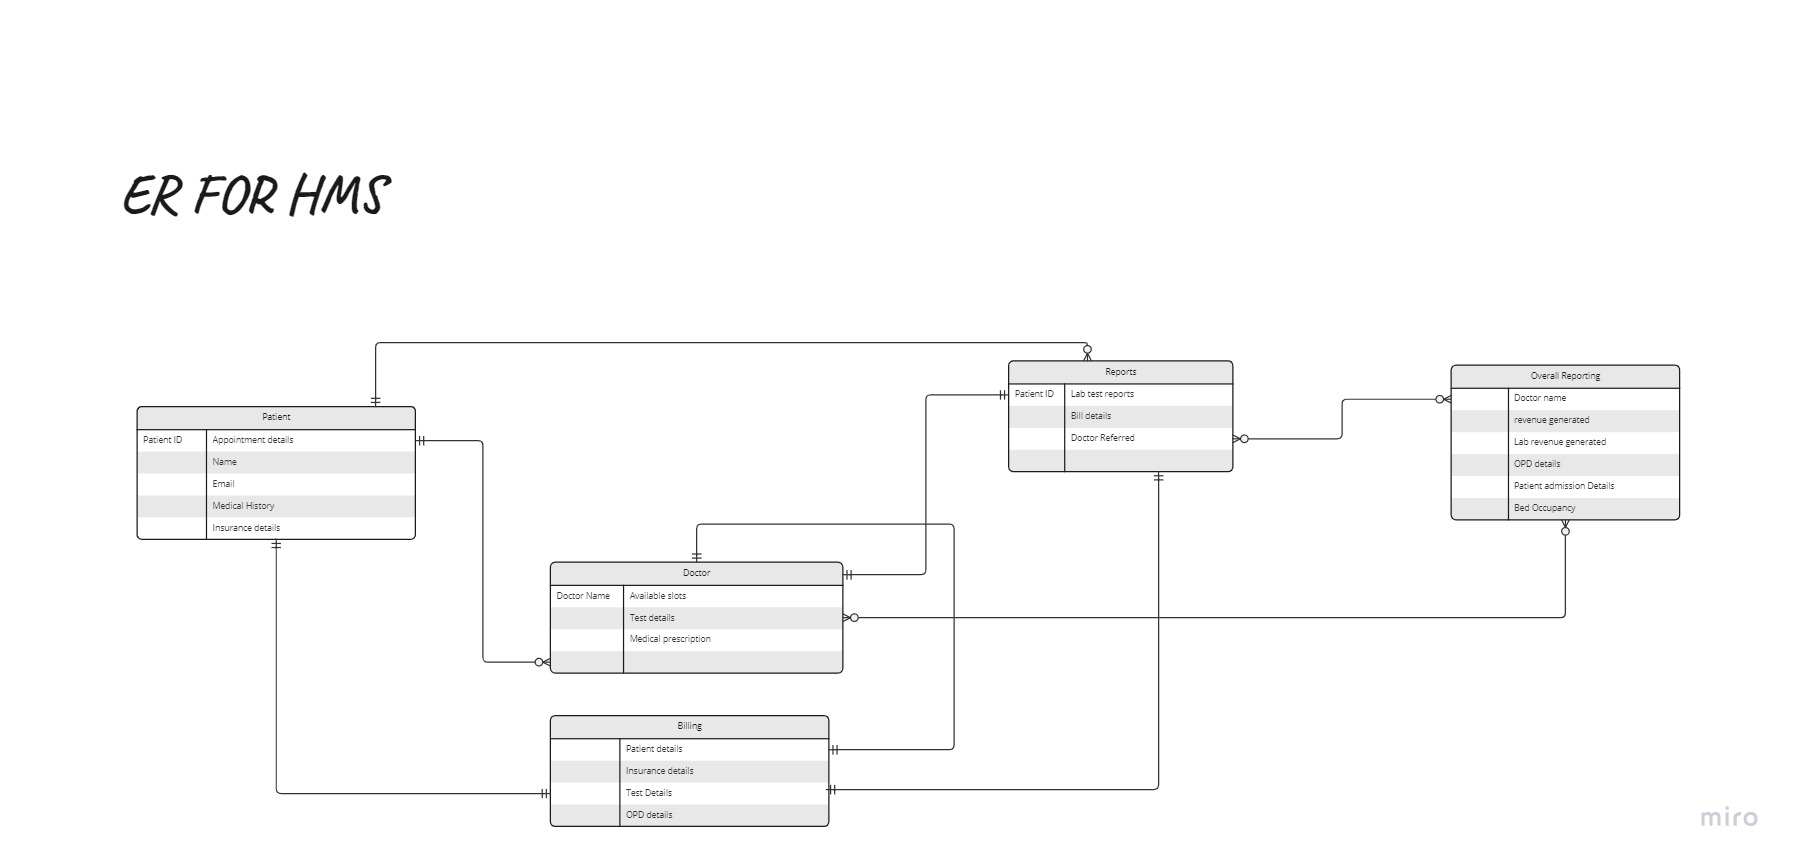 ER FOR HMS
Patient
Patient ID Appointment details
Name
Email
Medical History
Insurance details
Doctor
Doctor Name Available slots
Test details
Medical prescription
Billing
Patient details
Insurance details
Test Details
OPD details
Reports
Patient ID Lab test reports
Bill details
Doctor Referred
Overall Reporting
Doctor name
revenue generated
Lab revenue generated
OPD details
Patient admission Details
Bed Occupancy
miro